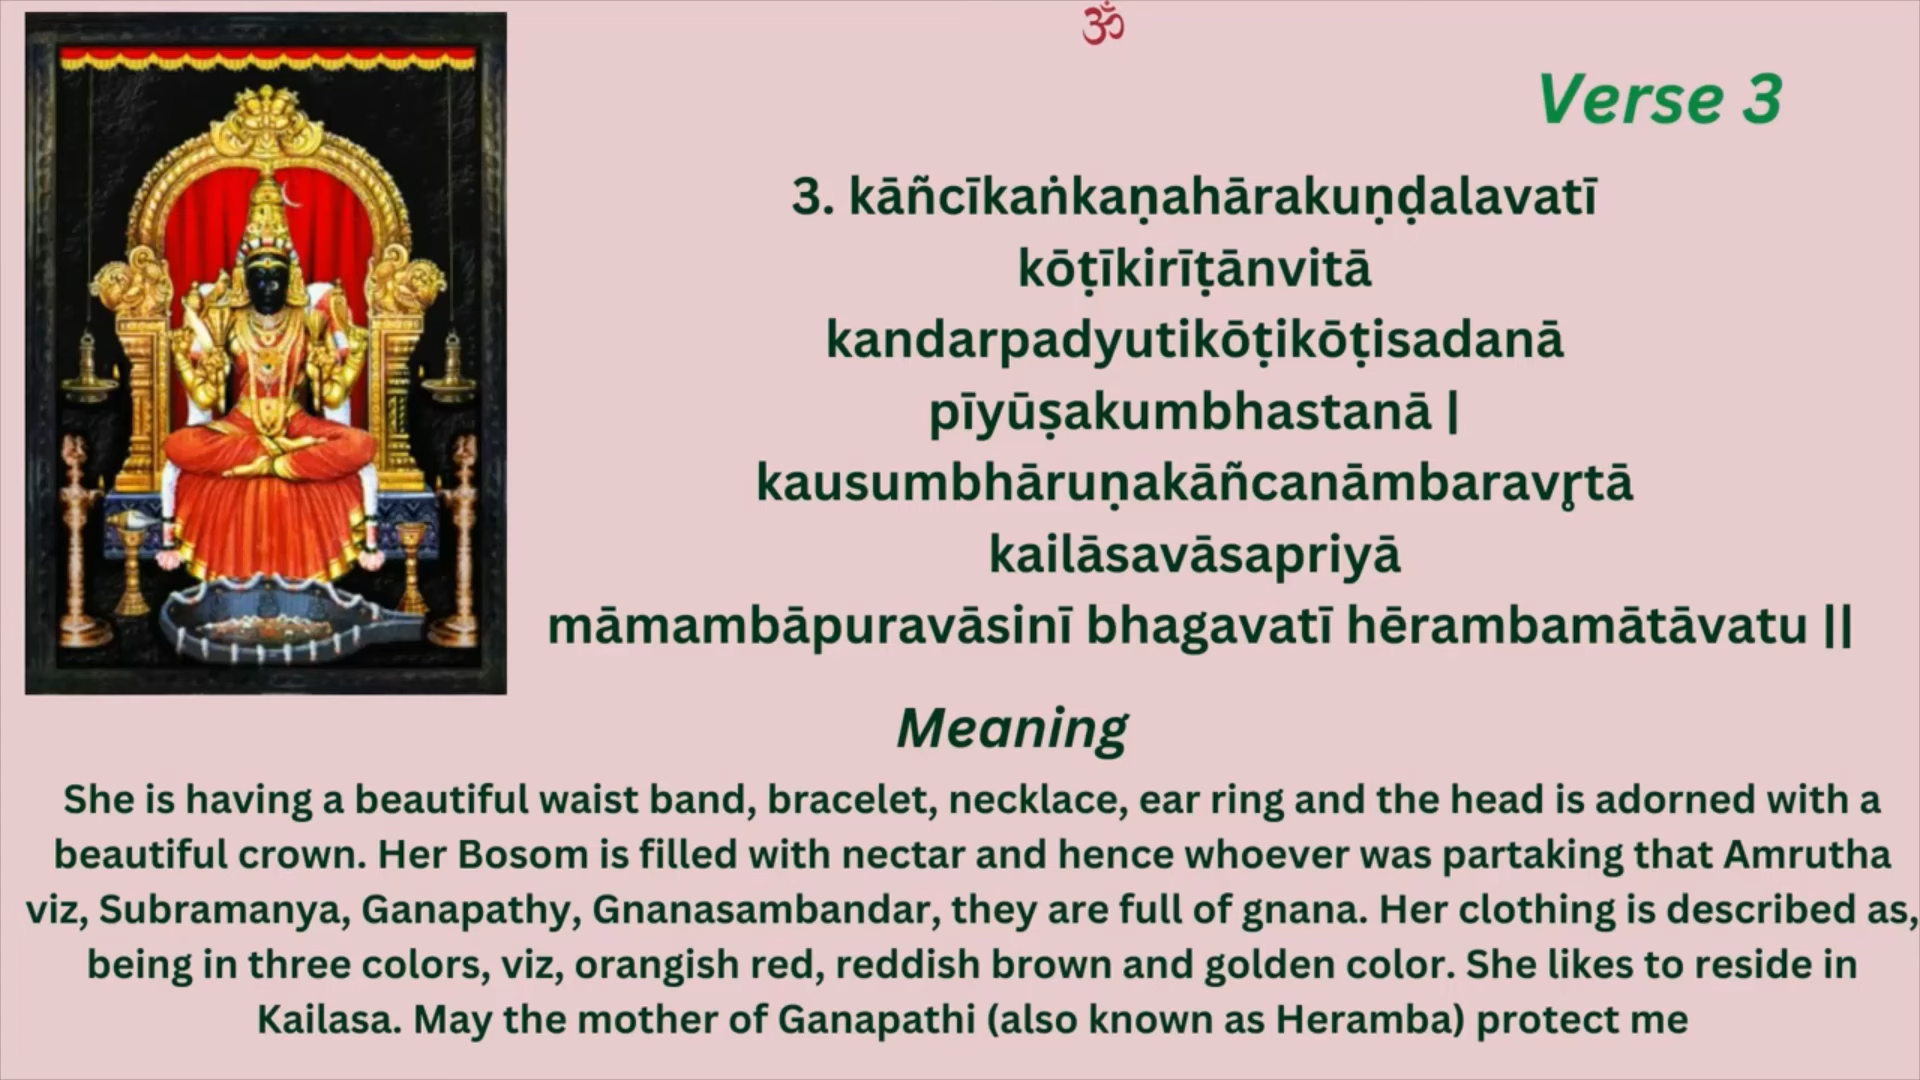 ॐ
Verse 3
3. kāñcīkaṅkaṇahārakuṇḍalavatī
kōṭīkirīṭānvitā
kandarpadyutikōṭikōṭisadanā
pīyūṣakumbhastanā |
kausumbhāruṇakāñcanāmbaravr̥tā
kailāsavāsapriyā
māmambāpuravāsinī bhagavatī hērambamātāvatu ||
Meaning
She is having a beautiful waist band, bracelet, necklace, ear ring and the head is adorned with a
beautiful crown. Her Bosom is filled with nectar and hence whoever was partaking that Amrutha
viz, Subramanya, Ganapathy, Gnanasambandar, they are full of gnana. Her clothing is described as,
being in three colors, viz, orangish red, reddish brown and golden color. She likes to reside in
Kailasa. May the mother of Ganapathi (also known as Heramba) protect me